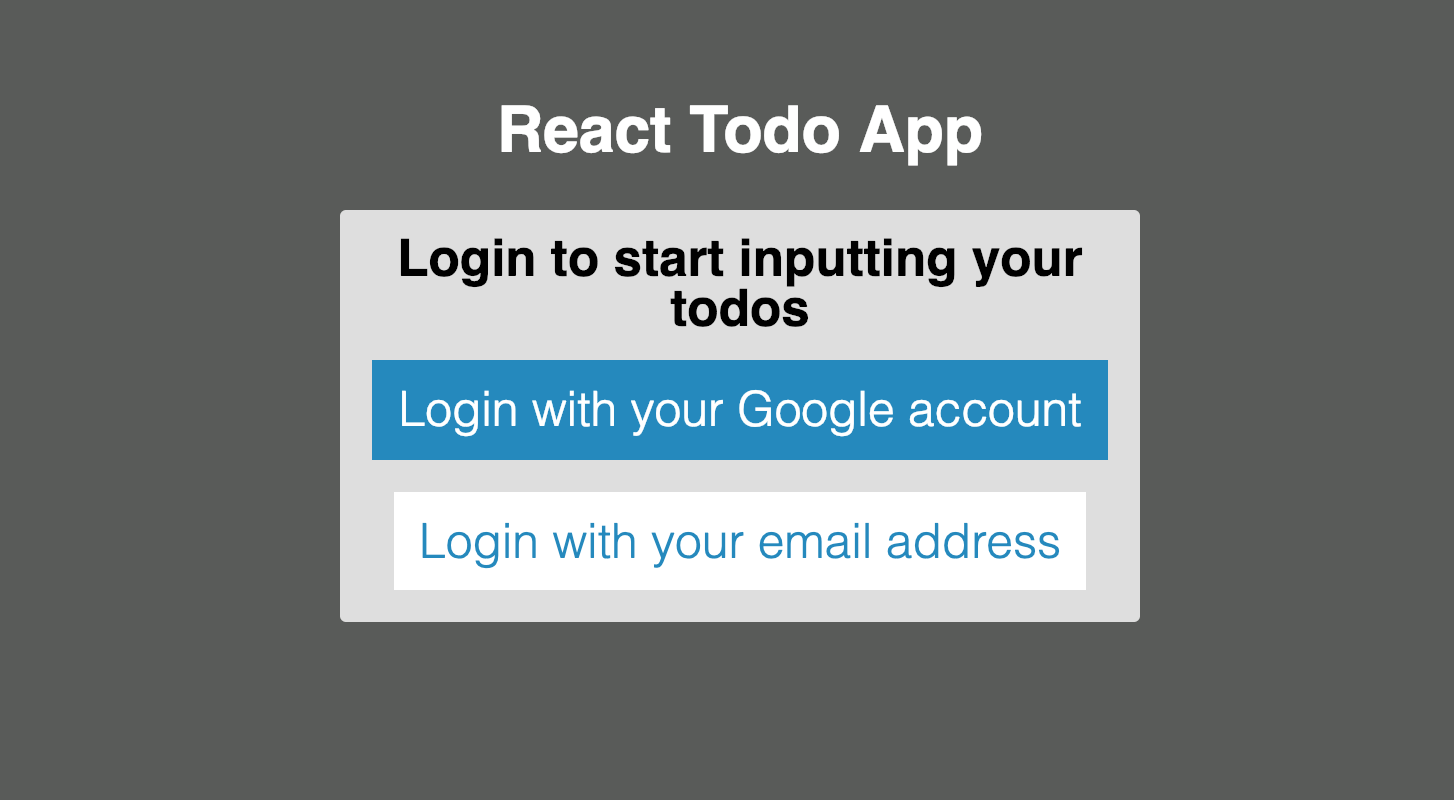 React Todo App
Login to start inputting your
todos
Login with your Google account
Login with your email address